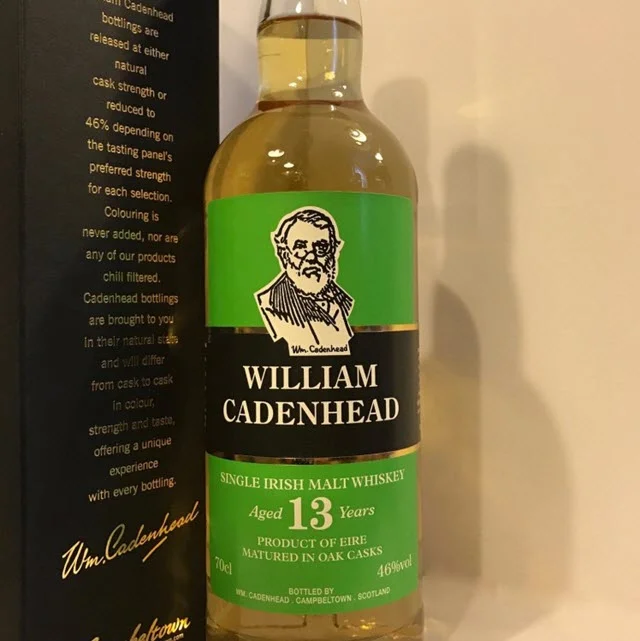 Cadenhead
bottlings are
released at either
natural
cask strength or
reduced to
46% depending on
the tasting panel's
preferred strength
for each selection.
Colouring is
never added, nor are
any of our products
chill filtered.
Cadenhead bottlings
are brought to you
In their natural state
and will differ
from cask to cask
in colour,
strength and taste,
offering a unique
experience
with every bottling.
Wm. Cadenhead
Campbeltown
Wm. Cadenhead
WILLIAM
CADENHEAD
SINGLE IRISH MALT WHISKEY
Aged 13 Years
PRODUCT OF EIRE
MATURED IN OAK CASKS
70cl 46%vol
BOTTLED BY
WM. CADENHEAD . CAMPBELTOWN . SCOTLAND